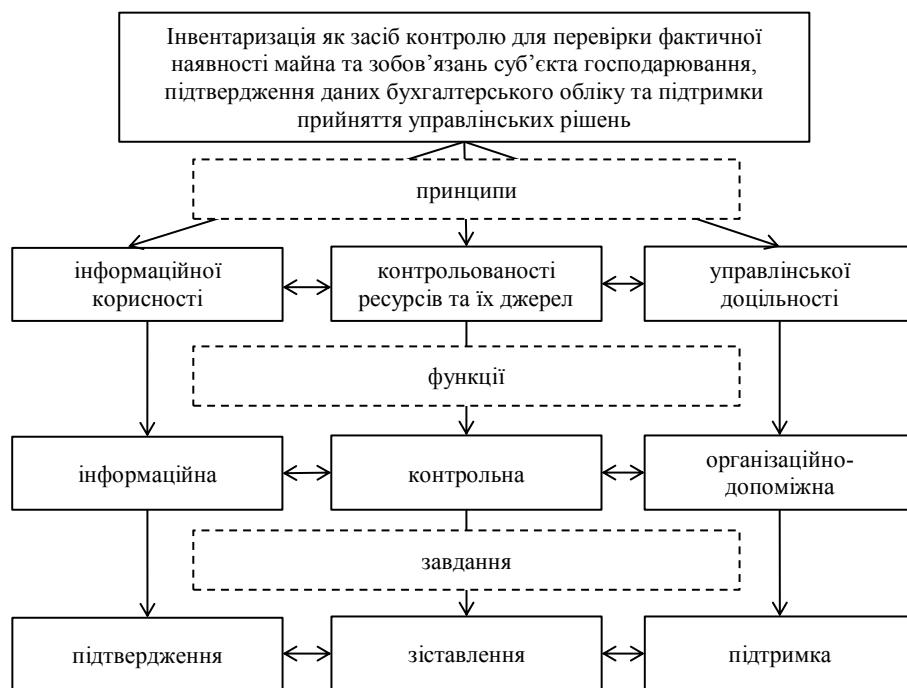 Інвентаризація як засіб контролю для перевірки фактичної
наявності майна та зобов’язань суб’єкта господарювання,
підтвердження даних бухгалтерського обліку та підтримки
прийняття управлінських рішень
принципи
інформаційної
корисності
контрольованості
ресурсів та їх джерел
управлінської
доцільності
функції
інформаційна
контрольна
організаційно-
допоміжна
завдання
підтвердження
зіставлення
підтримка